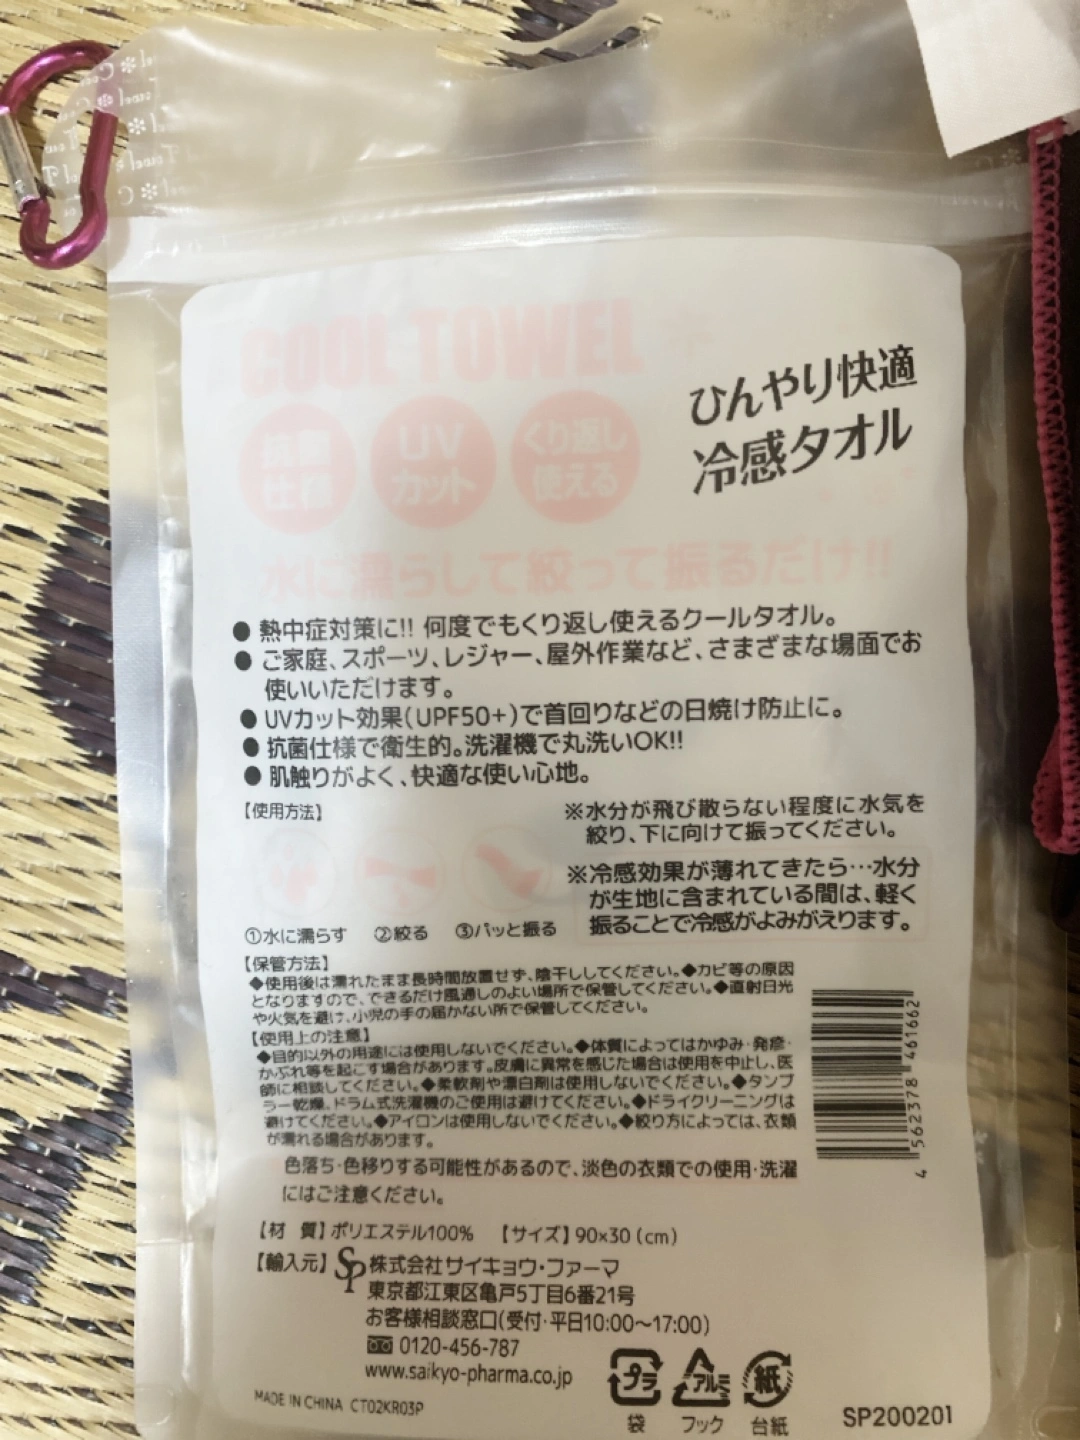 COOL TOWEL
UV
カット
くり返し
使える
ひんやり快適
冷感タオル
水に濡らして絞って振るだけ!!
●熱中症対策に!! 何度でもくり返し使えるクールタオル。
●ご家庭、スポーツ、レジャー、屋外作業など、さまざまな場面でお
使いいただけます。
●UVカット効果(UPF50+)で首回りなどの日焼け防止に。
●抗菌仕様で衛生的。洗濯機で丸洗いOK!!
●肌触りがよく、快適な使い心地。
【使用方法】
※水分が飛び散らない程度に水気を
絞り、下に向けて振ってください。
※冷感効果が薄れてきたら…水分
が生地に含まれている間は、軽く
振ることで冷感がよみがえります。
①水に濡らす ②絞る ③パッと振る
【保管方法】
◆使用後は濡れたまま長時間放置せず、陰干ししてください。◆カビ等の原因
となりますので、できるだけ風通しのよい場所で保管してください。◆直射日光
や火気を避け、小児の手の届かない所で保管してください。
【使用上の注意】
◆目的以外の用途には使用しないでください。◆体質によってはかゆみ・発疹・
かぶれ等を起こす場合があります。皮膚に異常を感じた場合は使用を中止し、医
師に相談してください。◆柔軟剤や漂白剤は使用しないでください。◆タンブ
ラー乾燥、ドラム式洗濯機のご使用は避けてください。◆ドライクリーニングは
避けてください。◆アイロンは使用しないでください。◆絞り方によっては、衣類
が濡れる場合があります。
色落ち・色移りする可能性があるので、淡色の衣類での使用・洗濯
にはご注意ください。
4 562378 461662
【材 質】ポリエステル100% 【サイズ】90×30(cm)
【輸入元】SP 株式会社サイキョウ・ファーマ
東京都江東区亀戸5丁目6番21号
お客様相談窓口(受付・平日10:00～17:00)
0120-456-787
www.saikyo-pharma.co.jp
プラ アルミ 紙
袋 フック 台紙
MADE IN CHINA CT02KR03P
SP200201